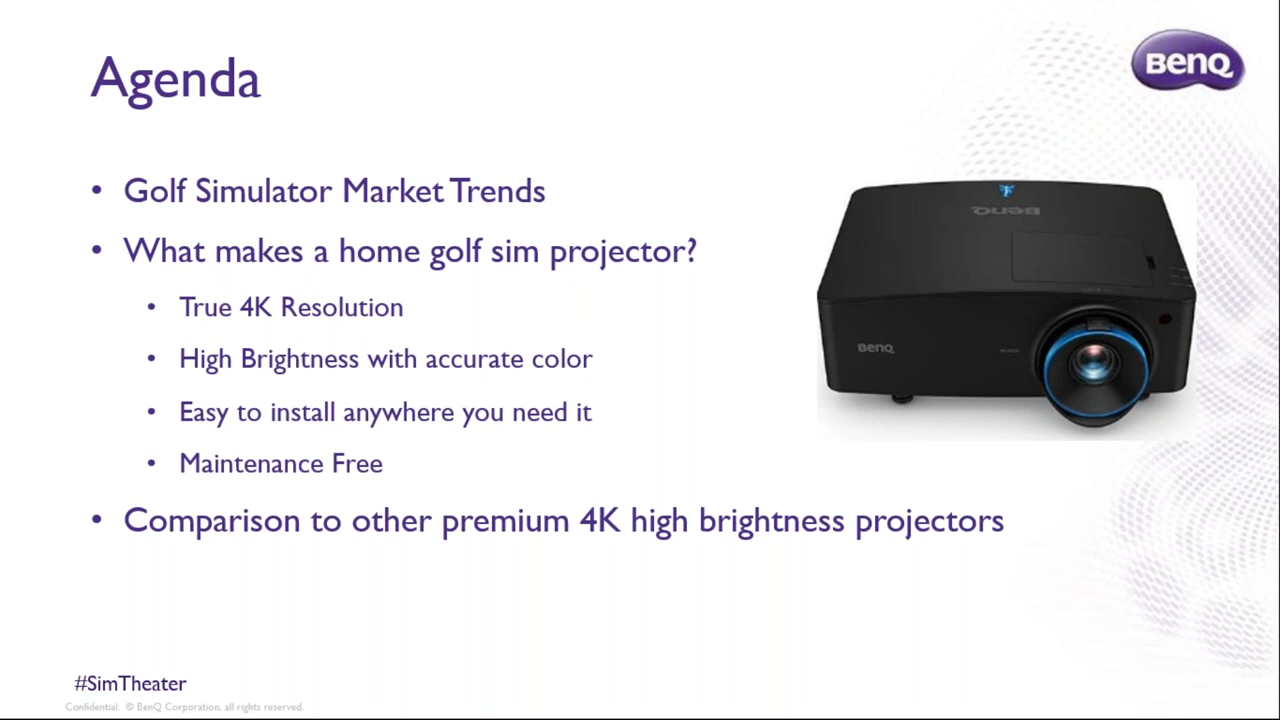 Agenda
BenQ
• Golf Simulator Market Trends
• What makes a home golf sim projector?
• True 4K Resolution
• High Brightness with accurate color
• Easy to install anywhere you need it
• Maintenance Free
• Comparison to other premium 4K high brightness projectors
BenQ
BenQ
#SimTheater
Confidential. © BenQ Corporation, all rights reserved.